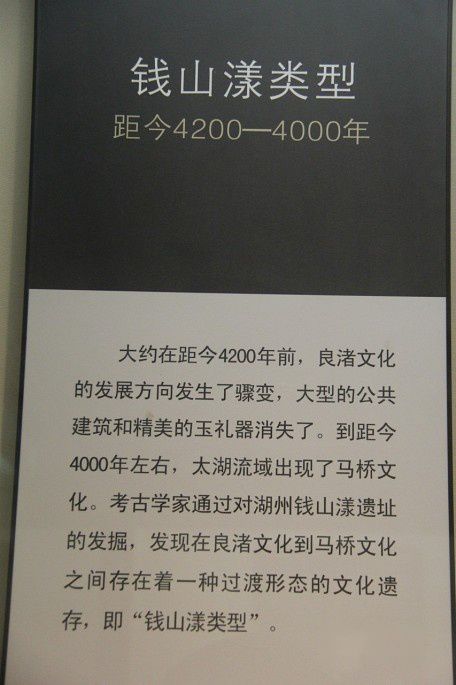 钱山漾类型
距今4200—4000年
大约在距今4200年前，良渚文化
的发展方向发生了骤变，大型的公共
建筑和精美的玉礼器消失了。到距今
4000年左右，太湖流域出现了马桥文
化。考古学家通过对湖州钱山漾遗址
的发掘，发现在良渚文化到马桥文化
之间存在着一种过渡形态的文化遗
存，即“钱山漾类型”。